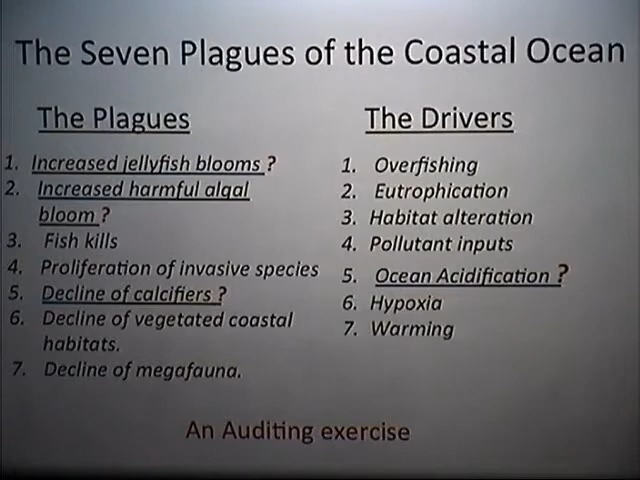 The Seven Plagues of the Coastal Ocean
The Plagues
1. Increased jellyfish blooms ?
2. Increased harmful algal
bloom ?
3. Fish kills
4. Proliferation of invasive species
5. Decline of calcifiers ?
6. Decline of vegetated coastal
habitats.
7. Decline of megafauna.
The Drivers
1. Overfishing
2. Eutrophication
3. Habitat alteration
4. Pollutant inputs
5. Ocean Acidification ?
6. Hypoxia
7. Warming
An Auditing exercise